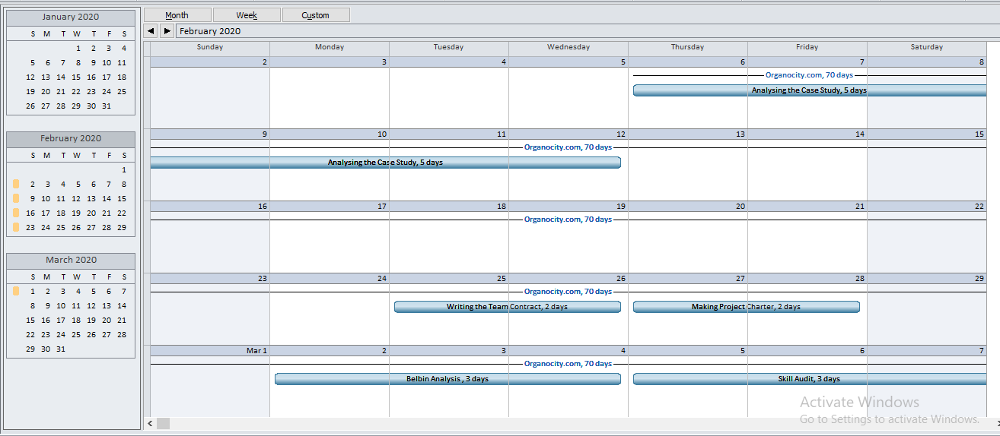 Month Week Custom
February 2020
January 2020
S M T W T F S
1 2 3 4
5 6 7 8 9 10 11
12 13 14 15 16 17 18
19 20 21 22 23 24 25
26 27 28 29 30 31
February 2020
S M T W T F S
1
2 3 4 5 6 7 8
9 10 11 12 13 14 15
16 17 18 19 20 21 22
23 24 25 26 27 28 29
March 2020
S M T W T F S
1 2 3 4 5 6 7
8 9 10 11 12 13 14
15 16 17 18 19 20 21
22 23 24 25 26 27 28
29 30 31
Sunday Monday Tuesday Wednesday Thursday Friday Saturday
2 3 4 5 6 7 8
Organocity.com, 70 days
Analysing the Case Study, 5 days
9 10 11 12 13 14 15
Organocity.com, 70 days
Analysing the Case Study, 5 days
16 17 18 19 20 21 22
Organocity.com, 70 days
23 24 25 26 27 28 29
Organocity.com, 70 days
Writing the Team Contract, 2 days Making Project Charter, 2 days
Mar 1 2 3 4 5 6 7
Organocity.com, 70 days
Belbin Analysis , 3 days Skill Audit, 3 days
Activate Windows
Go to Settings to activate Windows.